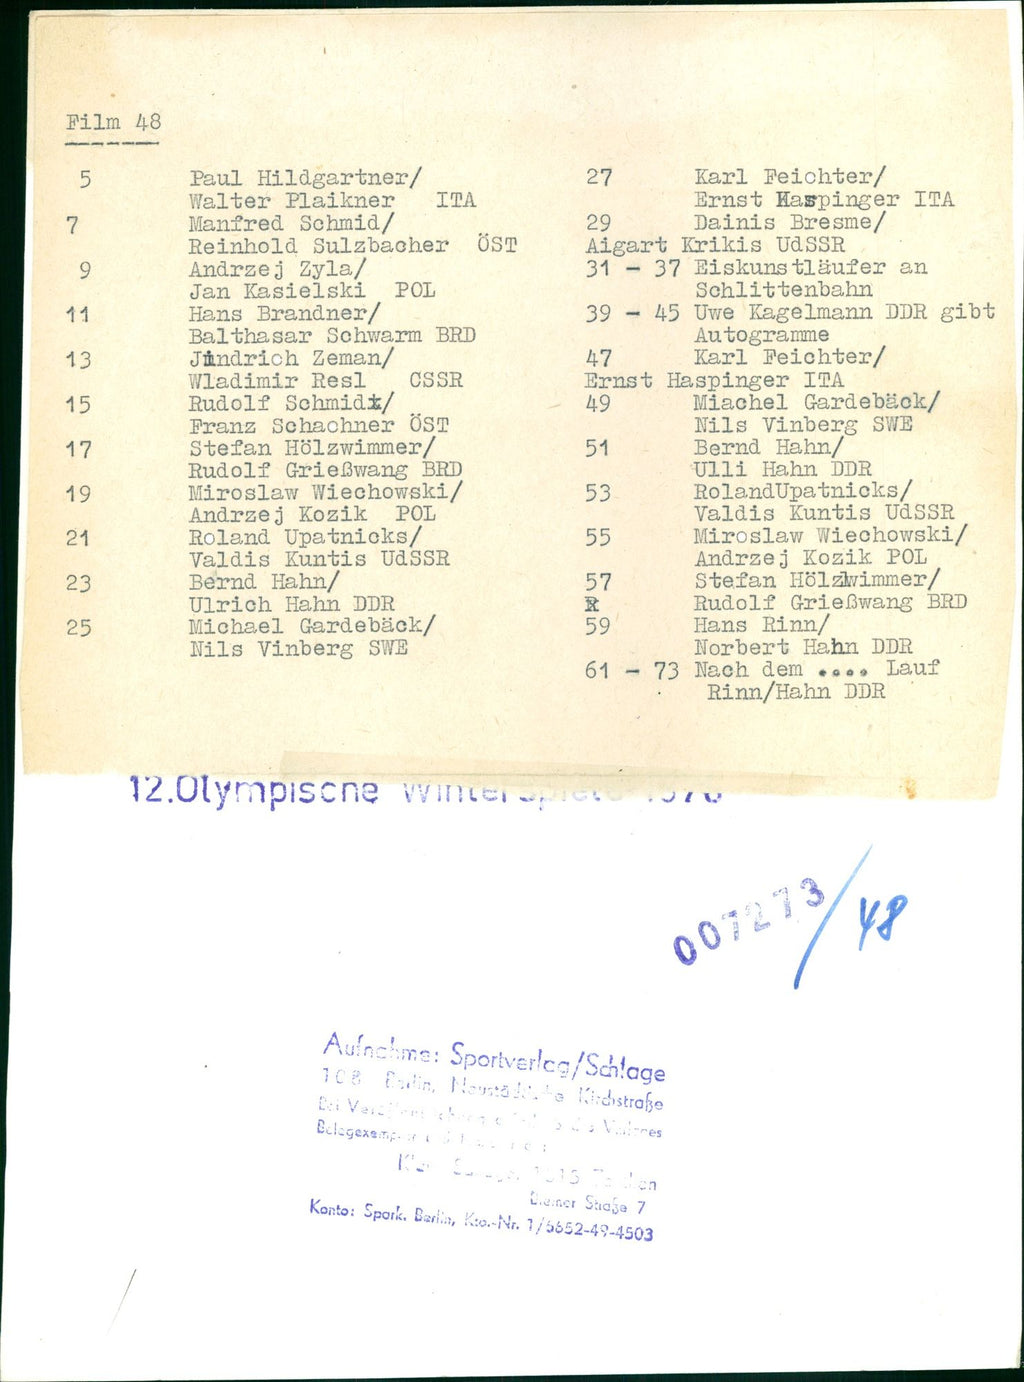 Film 48
5 Paul Hildgartner/
Walter Plaikner ITA
7 Manfred Schmid/
Reinhold Sulzbacher ÖST
9 Andrzej Zyla/
Jan Kasielski POL
11 Hans Brandner/
Balthasar Schwarm BRD
13 Jindrich Zeman/
Wladimir Resl CSSR
15 Rudolf Schmid/
Franz Schachner ÖST
17 Stefan Hölzwimmer/
Rudolf Grießwang BRD
19 Miroslaw Wiechowski/
Andrzej Kozik POL
21 Roland Upatnicks/
Valdis Kuntis UdSSR
23 Bernd Hahn/
Ulrich Hahn DDR
25 Michael Gardebäck/
Nils Vinberg SWE
27 Karl Feichter/
Ernst Haspinger ITA
29 Dainis Bresme/
Aigart Krikis UdSSR
31 - 37 Eiskunstläufer an
Schlittenbahn
39 - 45 Uwe Kagelmann DDR gibt
Autogramme
47 Karl Feichter/
Ernst Haspinger ITA
49 Miachel Gardebäck/
Nils Vinberg SWE
51 Bernd Hahn/
Ulli Hahn DDR
53 RolandUpatnicks/
Valdis Kuntis UdSSR
55 Miroslaw Wiechowski/
Andrzej Kozik POL
57 Stefan Hölzwimmer/
Rudolf Grießwang BRD
59 Hans Rinn/
Norbert Hahn DDR
61 - 73 Nach dem .... Lauf
Rinn/Hahn DDR
12.Olympische Winterspiele 1976
007273/48
Aufnahme: Sportverlag/Schlage
108 Berlin, Neustädtische Kirchstraße
Bei
Belegexemplar
Straße 7
Konto: Spark. Berlin, Kto.-Nr. 1/6652-49-4503